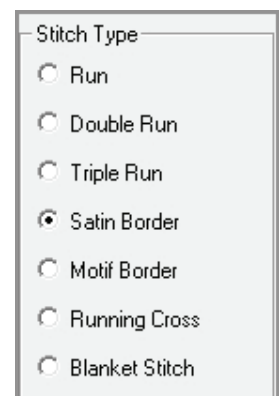 Stitch Type
Run
Double Run
Triple Run
Satin Border
Motif Border
Running Cross
Blanket Stitch